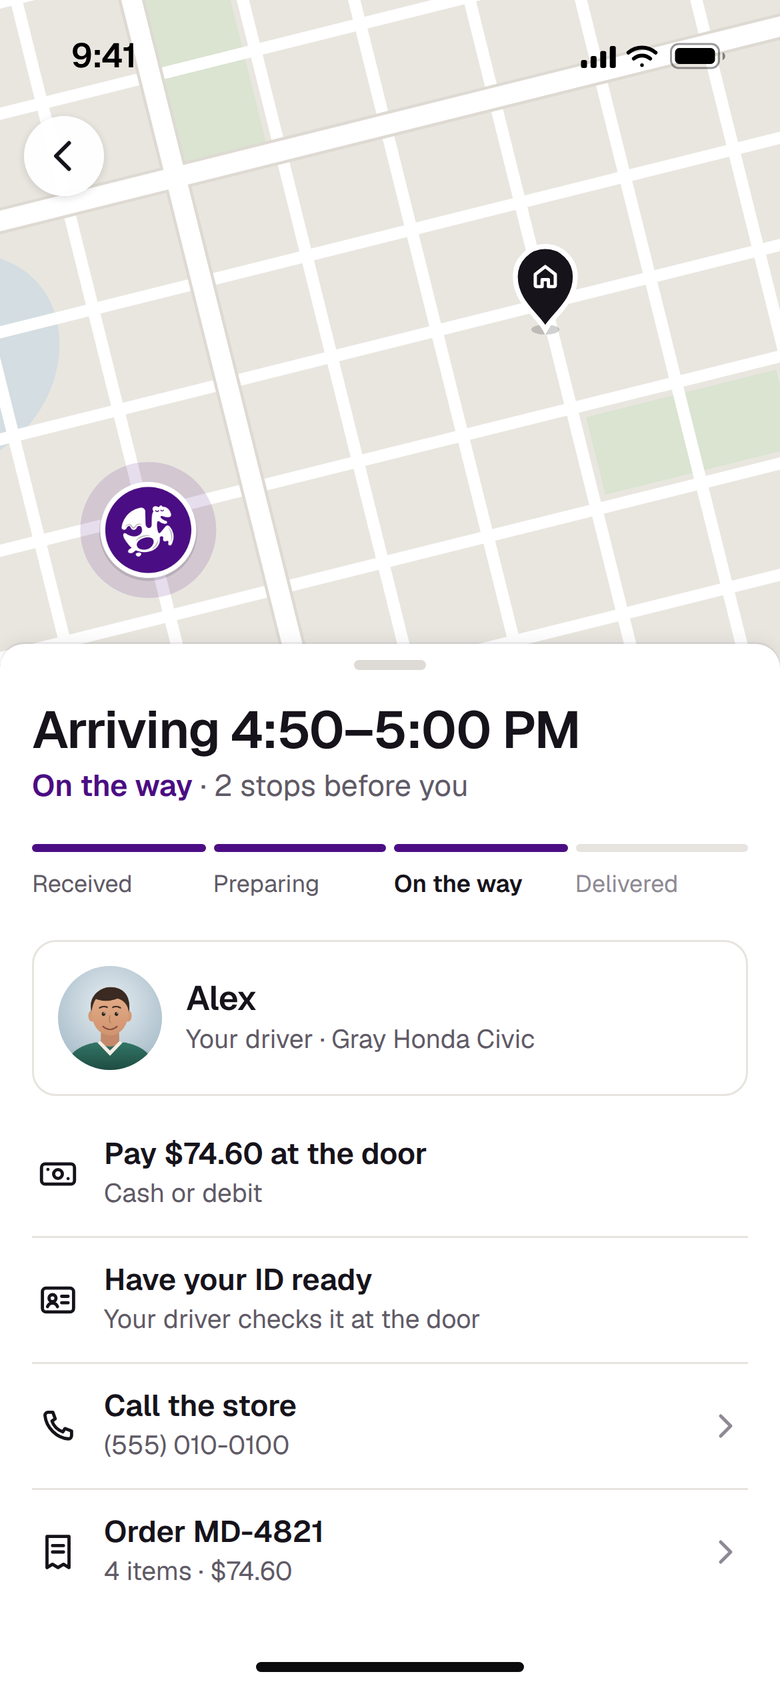 9:41
Arriving 4:50–5:00 PM
On the way · 2 stops before you
Received
Preparing
On the way
Delivered
Alex
Your driver · Gray Honda Civic
Pay $74.60 at the door
Cash or debit
Have your ID ready
Your driver checks it at the door
Call the store
(555) 010-0100
Order MD-4821
4 items · $74.60